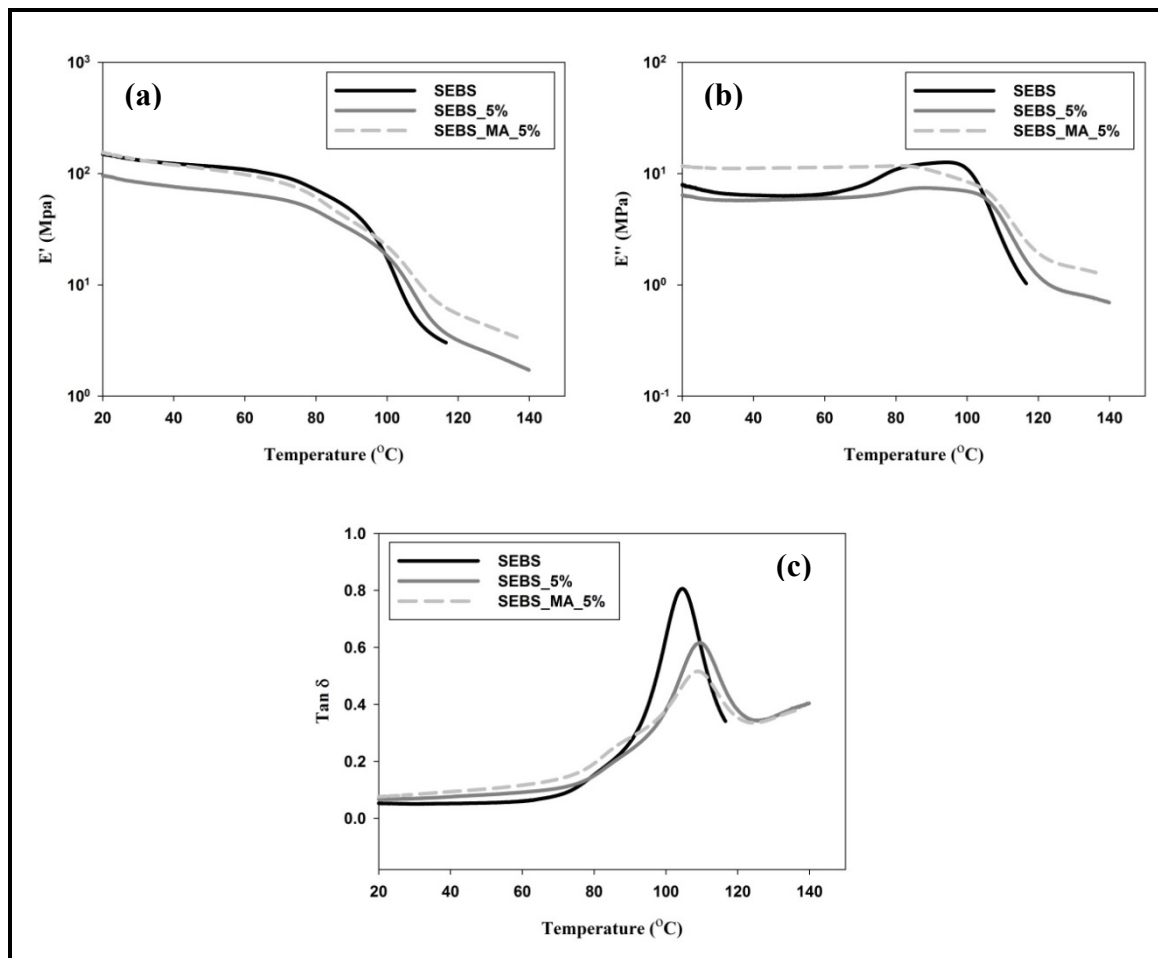 (a)
SEBS
SEBS_5%
SEBS_MA_5%
E' (Mpa)
10³
10²
10¹
10⁰
20 40 60 80 100 120 140
Temperature (ᴼC)
(b)
SEBS
SEBS_5%
SEBS_MA_5%
E'' (MPa)
10²
10¹
10⁰
10⁻¹
20 40 60 80 100 120 140
Temperature (ᴼC)
SEBS
SEBS_5%
SEBS_MA_5%
(c)
Tan δ
1.0
0.8
0.6
0.4
0.2
0.0
20 40 60 80 100 120 140
Temperature (ᴼC)